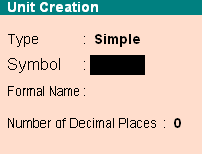 Unit Creation
Type : Simple
Symbol :
Formal Name :
Number of Decimal Places : 0